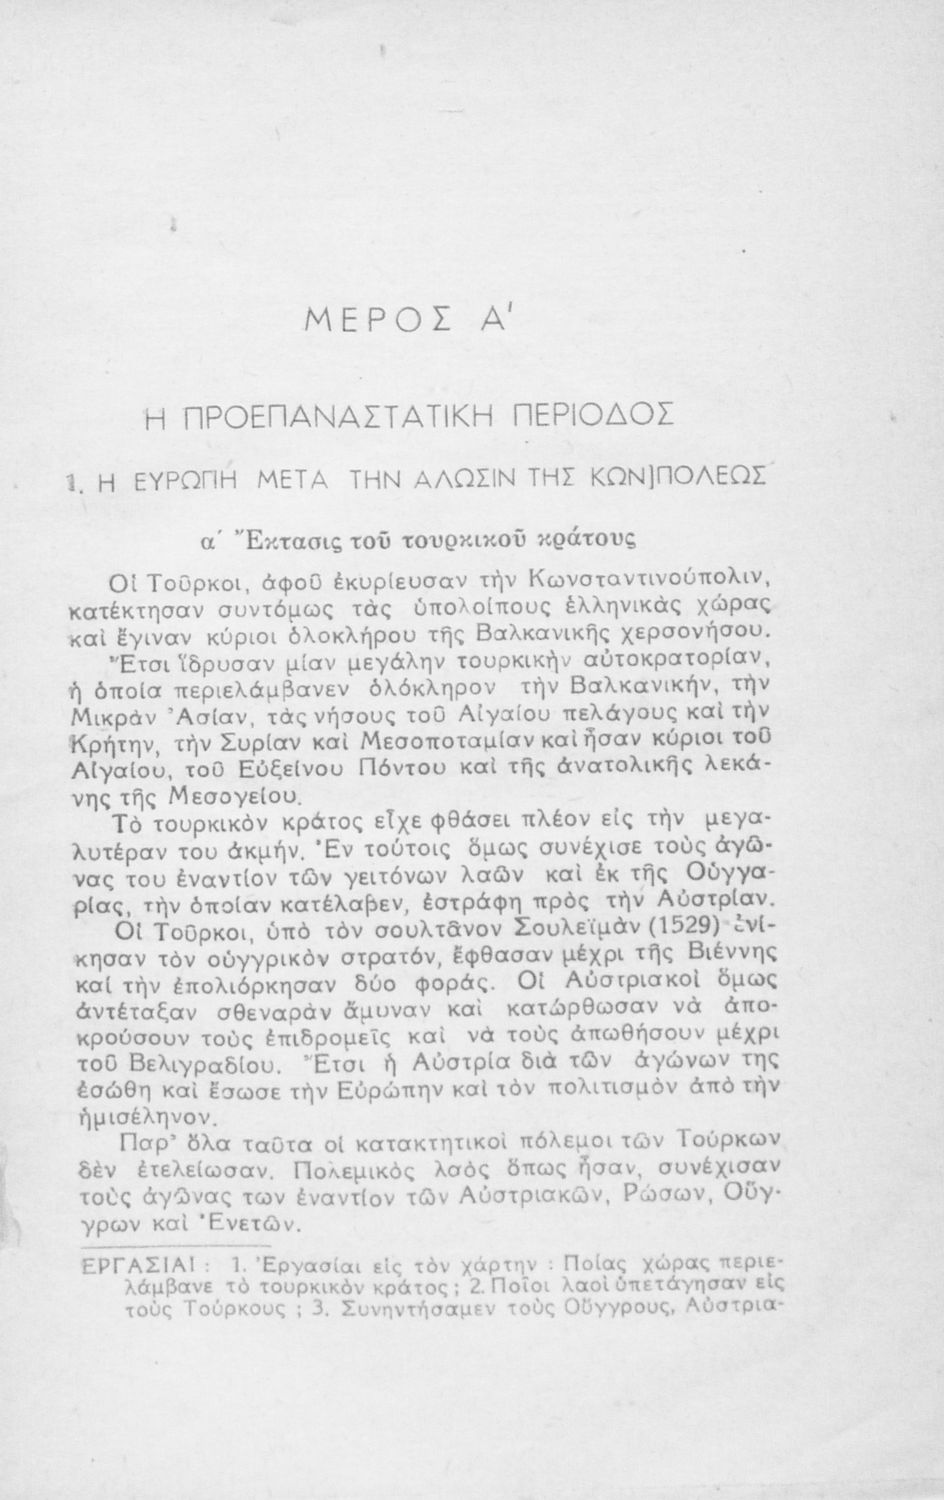 ΜΕΡΟΣ Α'
Η ΠΡΟΕΠΑΝΑΣΤΑΤΙΚΗ ΠΕΡΙΟΔΟΣ
1. Η ΕΥΡΩΠΗ ΜΕΤΑ ΤΗΝ ΑΛΩΣΙΝ ΤΗΣ ΚΩΝ]ΠΟΛΕΩΣ
α΄ Ἔκτασις τοῦ τουρκικοῦ κράτους
Οἱ Τοῦρκοι, ἀφοῦ ἐκυρίευσαν τὴν Κωνσταντινούπολιν,
κατέκτησαν συντόμως τὰς ὑπολοίπους ἑλληνικὰς χώρας
καὶ ἔγιναν κύριοι ὁλοκλήρου τῆς Βαλκανικῆς χερσονήσου.
Ἔτσι ἵδρυσαν μίαν μεγάλην τουρκικὴν αὐτοκρατορίαν,
ἡ ὁποία περιελάμβανεν ὁλόκληρον τὴν Βαλκανικήν, τὴν
Μικρὰν Ἀσίαν, τὰς νήσους τοῦ Αἰγαίου πελάγους καὶ τὴν
Κρήτην, τὴν Συρίαν καὶ Μεσοποταμίαν καὶ ἦσαν κύριοι τοῦ
Αἰγαίου, τοῦ Εὐξείνου Πόντου καὶ τῆς ἀνατολικῆς λεκά-
νης τῆς Μεσογείου.
Τὸ τουρκικὸν κράτος εἶχε φθάσει πλέον εἰς τὴν μεγα-
λυτέραν του ἀκμήν. Ἐν τούτοις ὅμως συνέχισε τοὺς ἀγῶ-
νας του ἐναντίον τῶν γειτόνων λαῶν καὶ ἐκ τῆς Οὑγγα-
ρίας, τὴν ὁποίαν κατέλαβεν, ἐστράφη πρὸς τὴν Αὐστρίαν.
Οἱ Τοῦρκοι, ὑπὸ τὸν σουλτᾶνον Σουλεϊμὰν (1529) ἐνί-
κησαν τὸν οὑγγρικὸν στρατόν, ἔφθασαν μέχρι τῆς Βιέννης
καί τὴν ἐπολιόρκησαν δύο φοράς. Οἱ Αὐστριακοὶ ὅμως
ἀντέταξαν σθεναρὰν ἄμυναν καὶ κατώρθωσαν νὰ ἀπο-
κρούσουν τοὺς ἐπιδρομεῖς καὶ νὰ τοὺς ἀπωθήσουν μέχρι
τοῦ Βελιγραδίου. Ἔτσι ἡ Αὐστρία διὰ τῶν ἀγώνων της
ἐσώθη καὶ ἔσωσε τὴν Εὐρώπην καὶ τὸν πολιτισμὸν ἀπὸ τὴν
ἡμισέληνον.
Παρ' ὅλα ταῦτα οἱ κατακτητικοὶ πόλεμοι τῶν Τούρκων
δὲν ἐτελείωσαν. Πολεμικὸς λαὸς ὅπως ἦσαν, συνέχισαν
τοὺς ἀγῶνας των ἐναντίον τῶν Αὐστριακῶν, Ρώσων, Οὕγ-
γρων καὶ Ἑνετῶν.
ΕΡΓΑΣΙΑΙ : 1. Ἐργασίαι εἰς τὸν χάρτην : Ποίας χώρας περιε-
λάμβανε τὸ τουρκικὸν κράτος ; 2. Ποῖοι λαοὶ ὑπετάγησαν εἰς
τοὺς Τούρκους ; 3. Συνηντήσαμεν τοὺς Οὕγγρους, Αὐστρια-